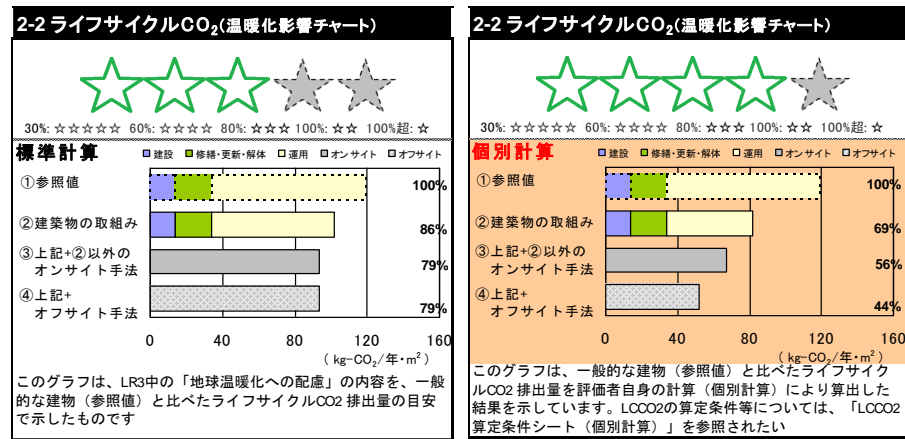 2-2 ライフサイクルCO₂(温暖化影響チャート)
30%: ☆☆☆☆☆ 60%: ☆☆☆☆ 80%: ☆☆☆ 100%: ☆☆ 100%超: ☆
標準計算
建設 修繕・更新・解体 運用 オンサイト オフサイト
①参照値 100%
②建築物の取組み 86%
③上記+②以外の
オンサイト手法 79%
④上記+
オフサイト手法 79%
0 40 80 120 160
( kg-CO₂/年・m² )
このグラフは、LR3中の「地球温暖化への配慮」の内容を、一般
的な建物(参照値)と比べたライフサイクルCO2 排出量の目安
で示したものです
2-2 ライフサイクルCO₂(温暖化影響チャート)
30%: ☆☆☆☆☆ 60%: ☆☆☆☆ 80%: ☆☆☆ 100%: ☆☆ 100%超: ☆
個別計算
建設 修繕・更新・解体 運用 オンサイト オフサイト
①参照値 100%
②建築物の取組み 69%
③上記+②以外の
オンサイト手法 56%
④上記+
オフサイト手法 44%
0 40 80 120 160
( kg-CO₂/年・m² )
このグラフは、一般的な建物(参照値)と比べたライフサイク
ルCO2 排出量を評価者自身の計算(個別計算)により算出した
結果を示しています。LCCO2の算定条件等については、「LCCO2
算定条件シート(個別計算)」を参照されたい